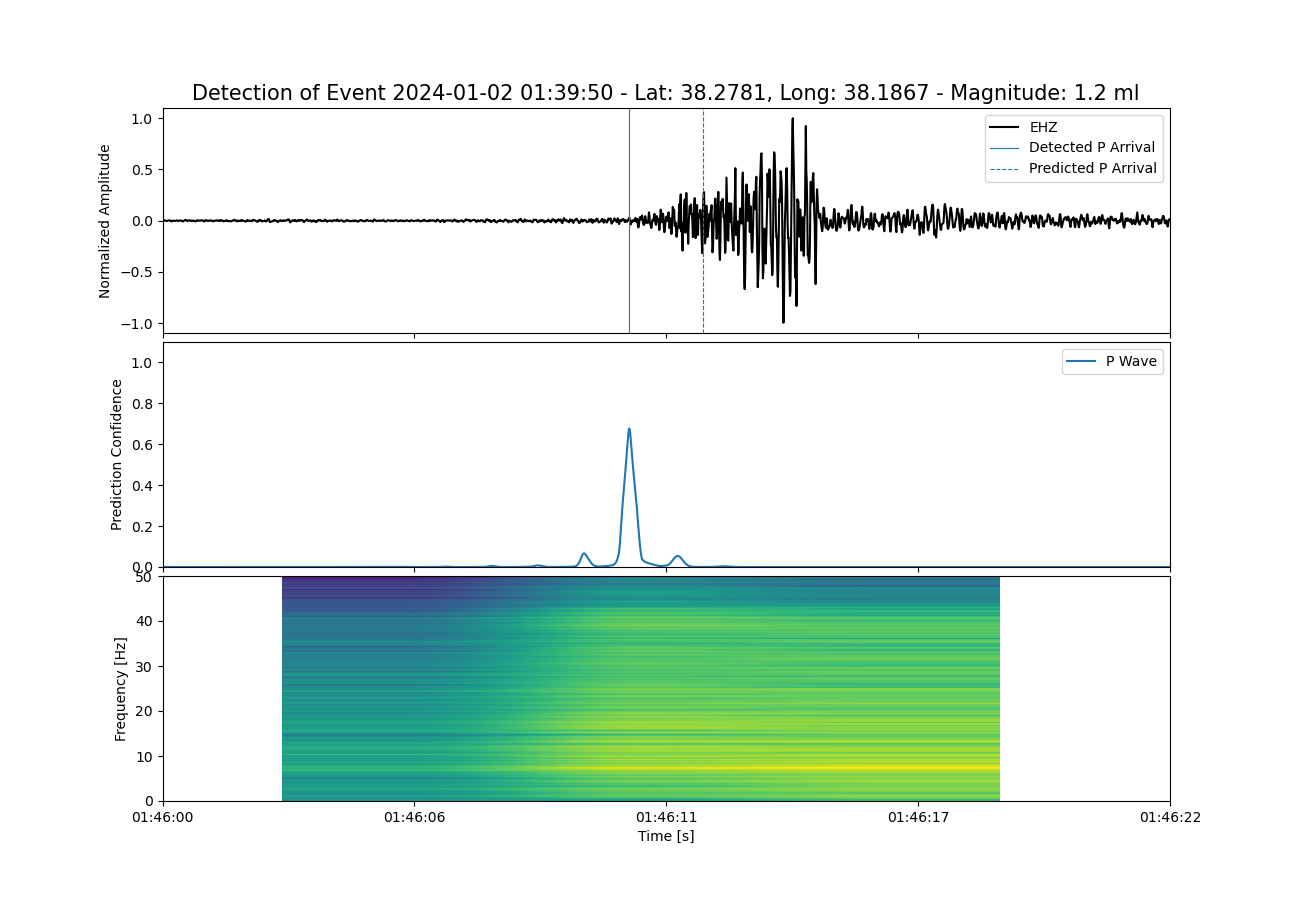 Detection of Event 2024-01-02 01:39:50 - Lat: 38.2781, Long: 38.1867 - Magnitude: 1.2 ml
Normalized Amplitude
1.0
0.5
0.0
−0.5
−1.0
EHZ
Detected P Arrival
Predicted P Arrival
Prediction Confidence
1.0
0.8
0.6
0.4
0.2
0.0
P Wave
Frequency [Hz]
50
40
30
20
10
0
01:46:00
01:46:06
01:46:11
01:46:17
01:46:22
Time [s]